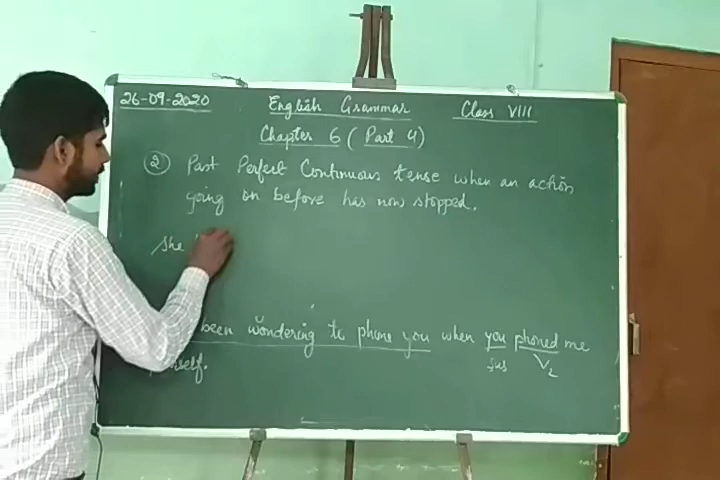 26-09-2020
English Grammar
Class VIII
Chapter 6 ( Part 4)
② Past Perfect Continuous tense when an action
going on before has now stopped.
She
been wondering to phone you when you phoned me
V2